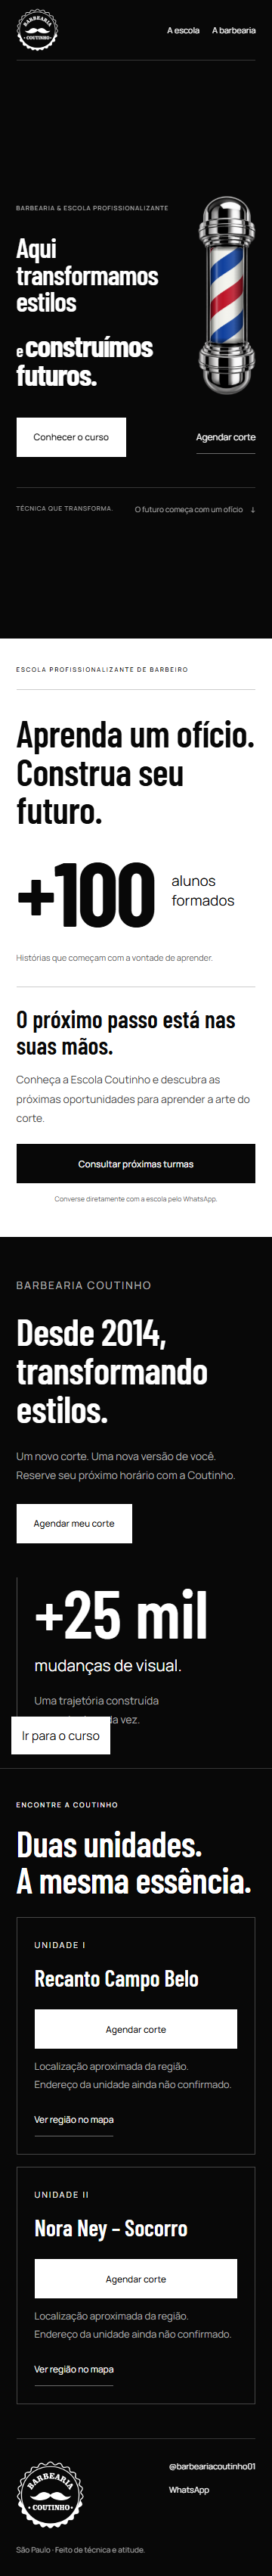 BARBEARIA
COUTINHO
A escola
A barbearia
BARBEARIA & ESCOLA PROFISSIONALIZANTE
Aqui
transformamos
estilos
e construímos
futuros.
Conhecer o curso
Agendar corte
TÉCNICA QUE TRANSFORMA.
O futuro começa com um ofício ↓
ESCOLA PROFISSIONALIZANTE DE BARBEIRO
Aprenda um ofício.
Construa seu
futuro.
+100
alunos
formados
Histórias que começam com a vontade de aprender.
O próximo passo está nas
suas mãos.
Conheça a Escola Coutinho e descubra as
próximas oportunidades para aprender a arte do
corte.
Consultar próximas turmas
Converse diretamente com a escola pelo WhatsApp.
BARBEARIA COUTINHO
Desde 2014,
transformando
estilos.
Um novo corte. Uma nova versão de você.
Reserve seu próximo horário com a Coutinho.
Agendar meu corte
+25 mil
mudanças de visual.
Uma trajetória construída
vez.
Ir para o curso
ENCONTRE A COUTINHO
Duas unidades.
A mesma essência.
UNIDADE I
Recanto Campo Belo
Agendar corte
Localização aproximada da região.
Endereço da unidade ainda não confirmado.
Ver região no mapa
UNIDADE II
Nora Ney – Socorro
Agendar corte
Localização aproximada da região.
Endereço da unidade ainda não confirmado.
Ver região no mapa
BARBEARIA
COUTINHO
@barbeariacoutinho01
WhatsApp
São Paulo · Feito de técnica e atitude.